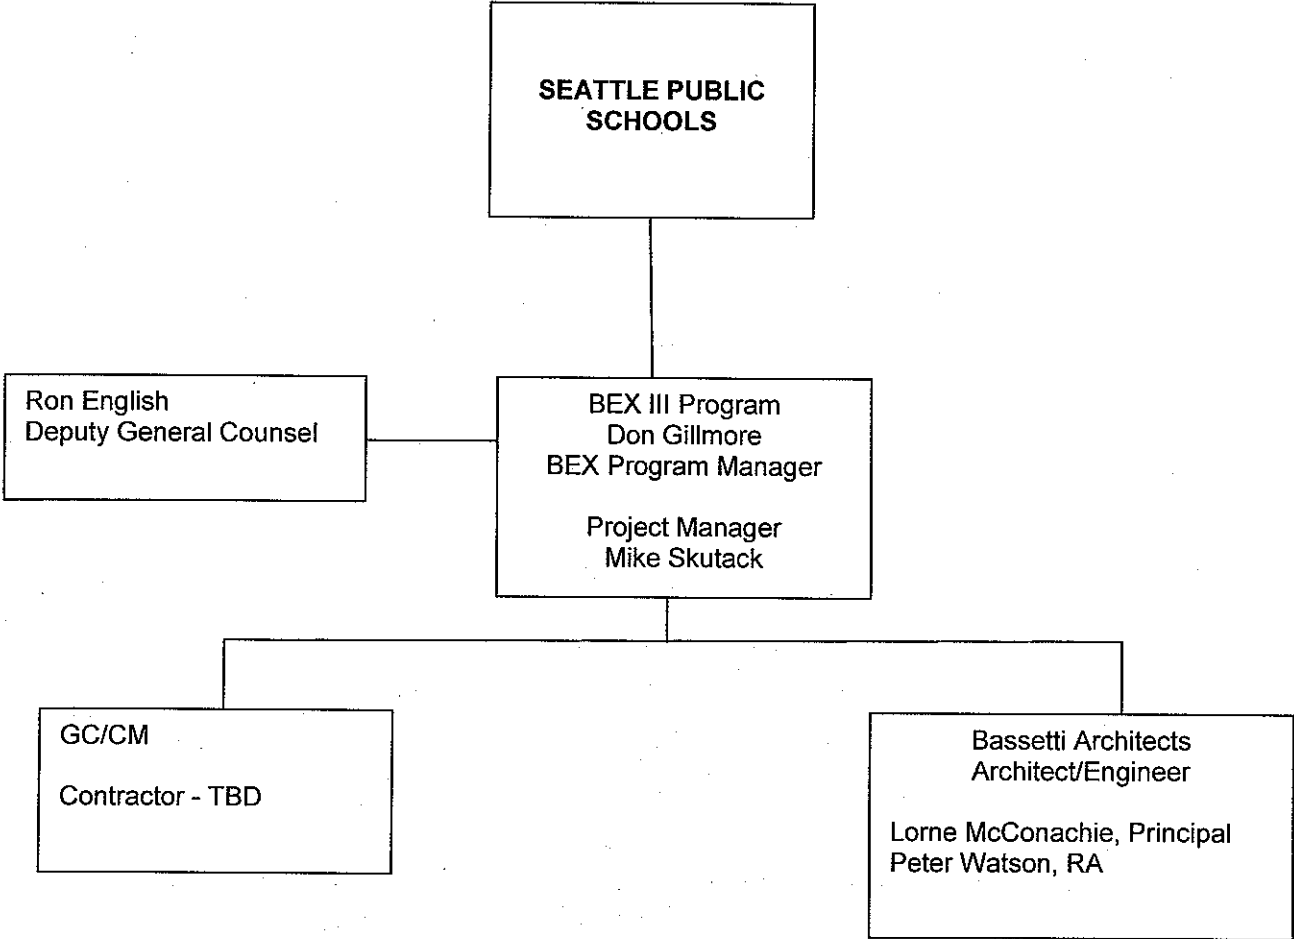 SEATTLE PUBLIC
SCHOOLS
Ron English
Deputy General Counsel
BEX III Program
Don Gillmore
BEX Program Manager
Project Manager
Mike Skutack
GC/CM
Contractor - TBD
Bassetti Architects
Architect/Engineer
Lorne McConachie, Principal
Peter Watson, RA